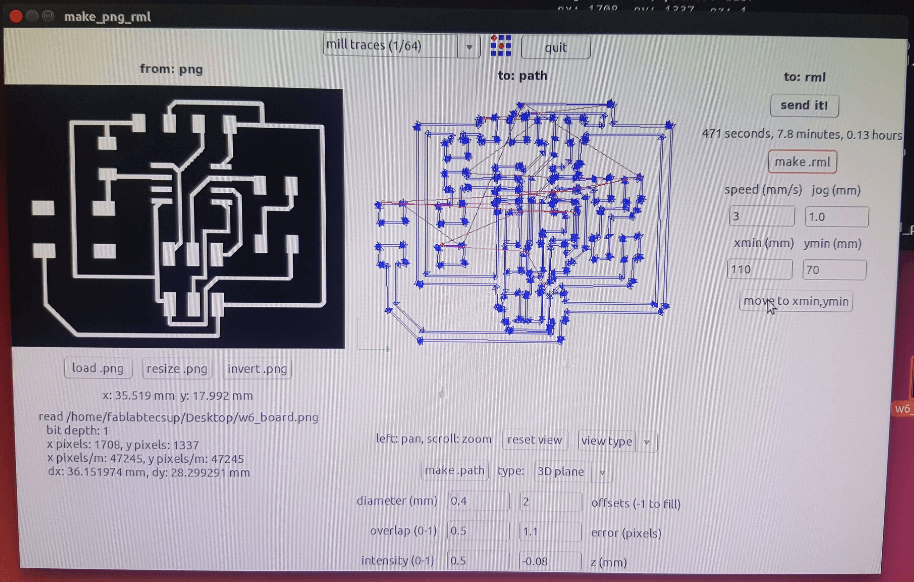 make_png_rml
mill traces (1/64)
quit
from: png
to: path
to: rml
send it!
471 seconds, 7.8 minutes, 0.13 hours
make .rml
speed (mm/s) jog (mm)
3 1.0
xmin (mm) ymin (mm)
110 70
move to xmin,ymin
load .png resize .png invert .png
x: 35.519 mm y: 17.992 mm
read /home/fablabtecsup/Desktop/w6_board.png
bit depth: 1
x pixels: 1708, y pixels: 1337
x pixels/m: 47245, y pixels/m: 47245
dx: 36.151974 mm, dy: 28.299291 mm
left: pan, scroll: zoom reset view view type
make .path type: 3D plane
diameter (mm) 0.4 2 offsets (-1 to fill)
overlap (0-1) 0.5 1.1 error (pixels)
intensity (0-1) 0.5 -0.08 z (mm)
w6_